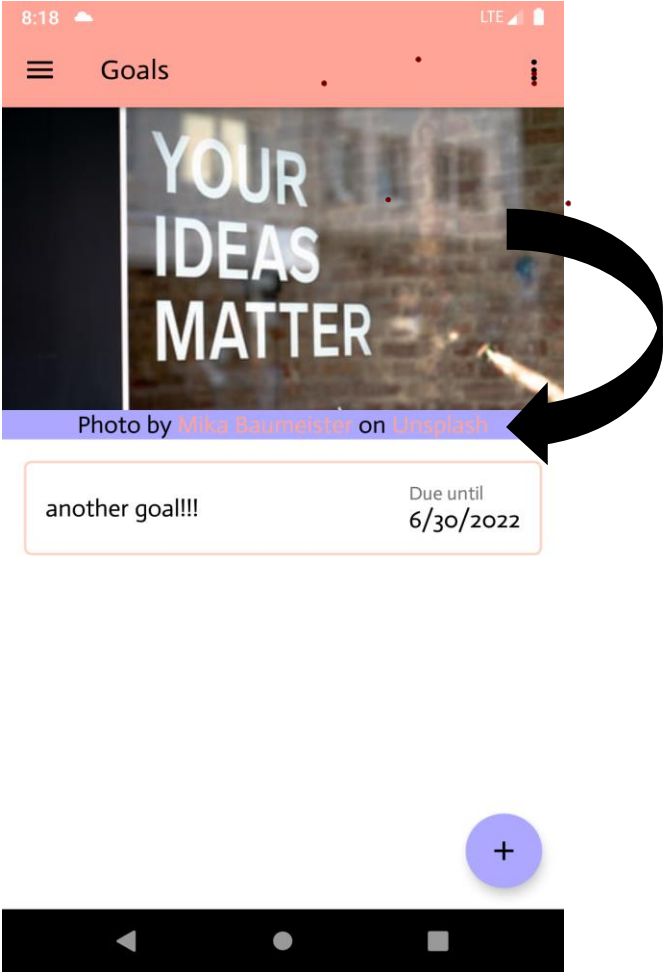 8:18 LTE
Goals
YOUR
IDEAS
MATTER
Photo by Mika Baumeister on Unsplash
another goal!!!
Due until
6/30/2022
+